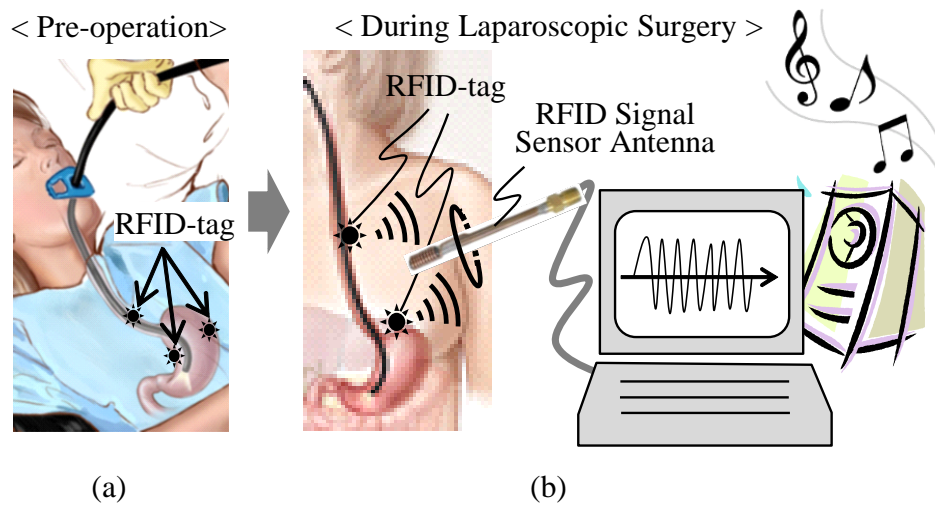 < Pre-operation>
< During Laparoscopic Surgery >
RFID-tag
RFID-tag
RFID Signal
Sensor Antenna
(a)
(b)